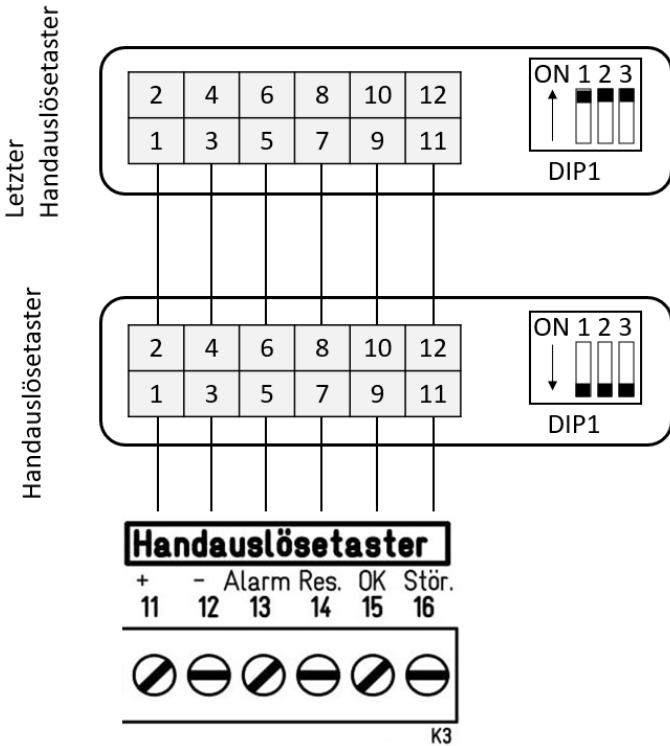 Letzter
Handauslösetaster
2 4 6 8 10 12
1 3 5 7 9 11
ON 1 2 3
DIP1
Handauslösetaster
2 4 6 8 10 12
1 3 5 7 9 11
ON 1 2 3
DIP1
Handauslösetaster
+ − Alarm Res. OK Stör.
11 12 13 14 15 16
K3